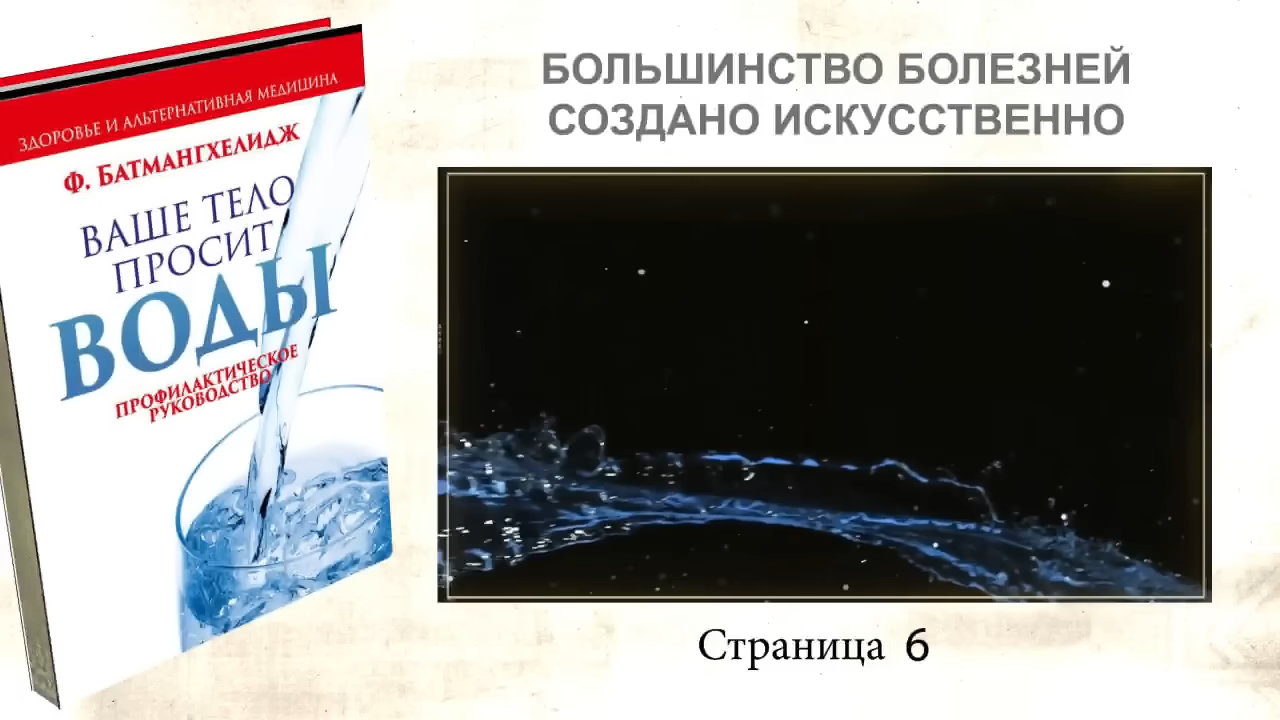 ЗДОРОВЬЕ И АЛЬТЕРНАТИВНАЯ МЕДИЦИНА
Ф. БАТМАНГХЕЛИДЖ
ВАШЕ ТЕЛО
ПРОСИТ
ВОДЫ
ПРОФИЛАКТИЧЕСКОЕ
РУКОВОДСТВО
БОЛЬШИНСТВО БОЛЕЗНЕЙ
СОЗДАНО ИСКУССТВЕННО
Страница 6